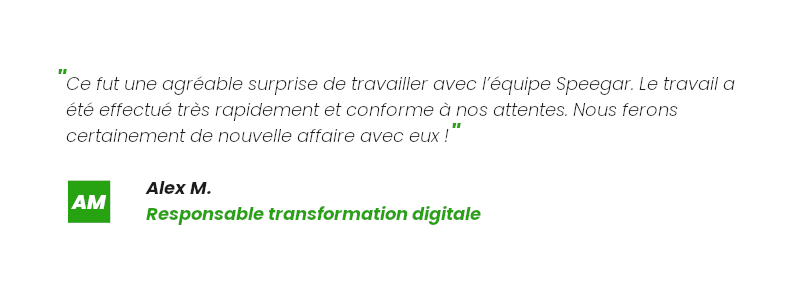 "Ce fut une agréable surprise de travailler avec l’équipe Speegar. Le travail a
été effectué très rapidement et conforme à nos attentes. Nous ferons
certainement de nouvelle affaire avec eux !"
AM
Alex M.
Responsable transformation digitale